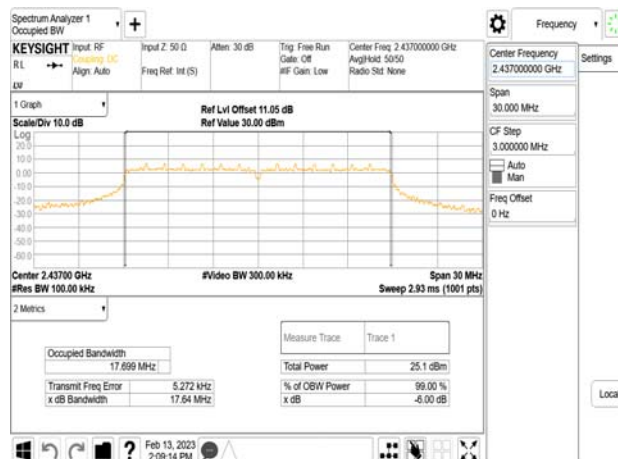 Spectrum Analyzer 1
Occupied BW
+
Frequency
KEYSIGHT
Input: RF
Coupling: DC
Align: Auto
Input Z: 50 Ω
Freq Ref: Int (S)
Atten: 30 dB
Trig: Free Run
Gate: Off
#IF Gain: Low
Center Freq: 2.437000000 GHz
Avg|Hold: 50/50
Radio Std: None
RL
LXI
Center Frequency
2.437000000 GHz
Settings
Span
30.000 MHz
CF Step
3.000000 MHz
Auto
Man
Freq Offset
0 Hz
Local
1 Graph
Scale/Div 10.0 dB
Ref Lvl Offset 11.05 dB
Ref Value 30.00 dBm
Log
20.0
10.0
0.00
-10.0
-20.0
-30.0
-40.0
-50.0
-60.0
Center 2.43700 GHz
#Res BW 100.00 kHz
#Video BW 300.00 kHz
Span 30 MHz
Sweep 2.93 ms (1001 pts)
2 Metrics
Measure Trace
Trace 1
Occupied Bandwidth
17.699 MHz
Total Power
25.1 dBm
Transmit Freq Error
5.272 kHz
% of OBW Power
99.00 %
x dB Bandwidth
17.64 MHz
x dB
-6.00 dB
?
Feb 13, 2023
2:09:14 PM